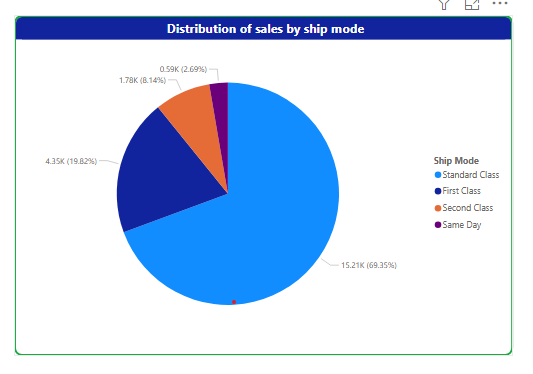 Distribution of sales by ship mode
0.59K (2.69%)
1.78K (8.14%)
4.35K (19.82%)
15.21K (69.35%)
Ship Mode
Standard Class
First Class
Second Class
Same Day